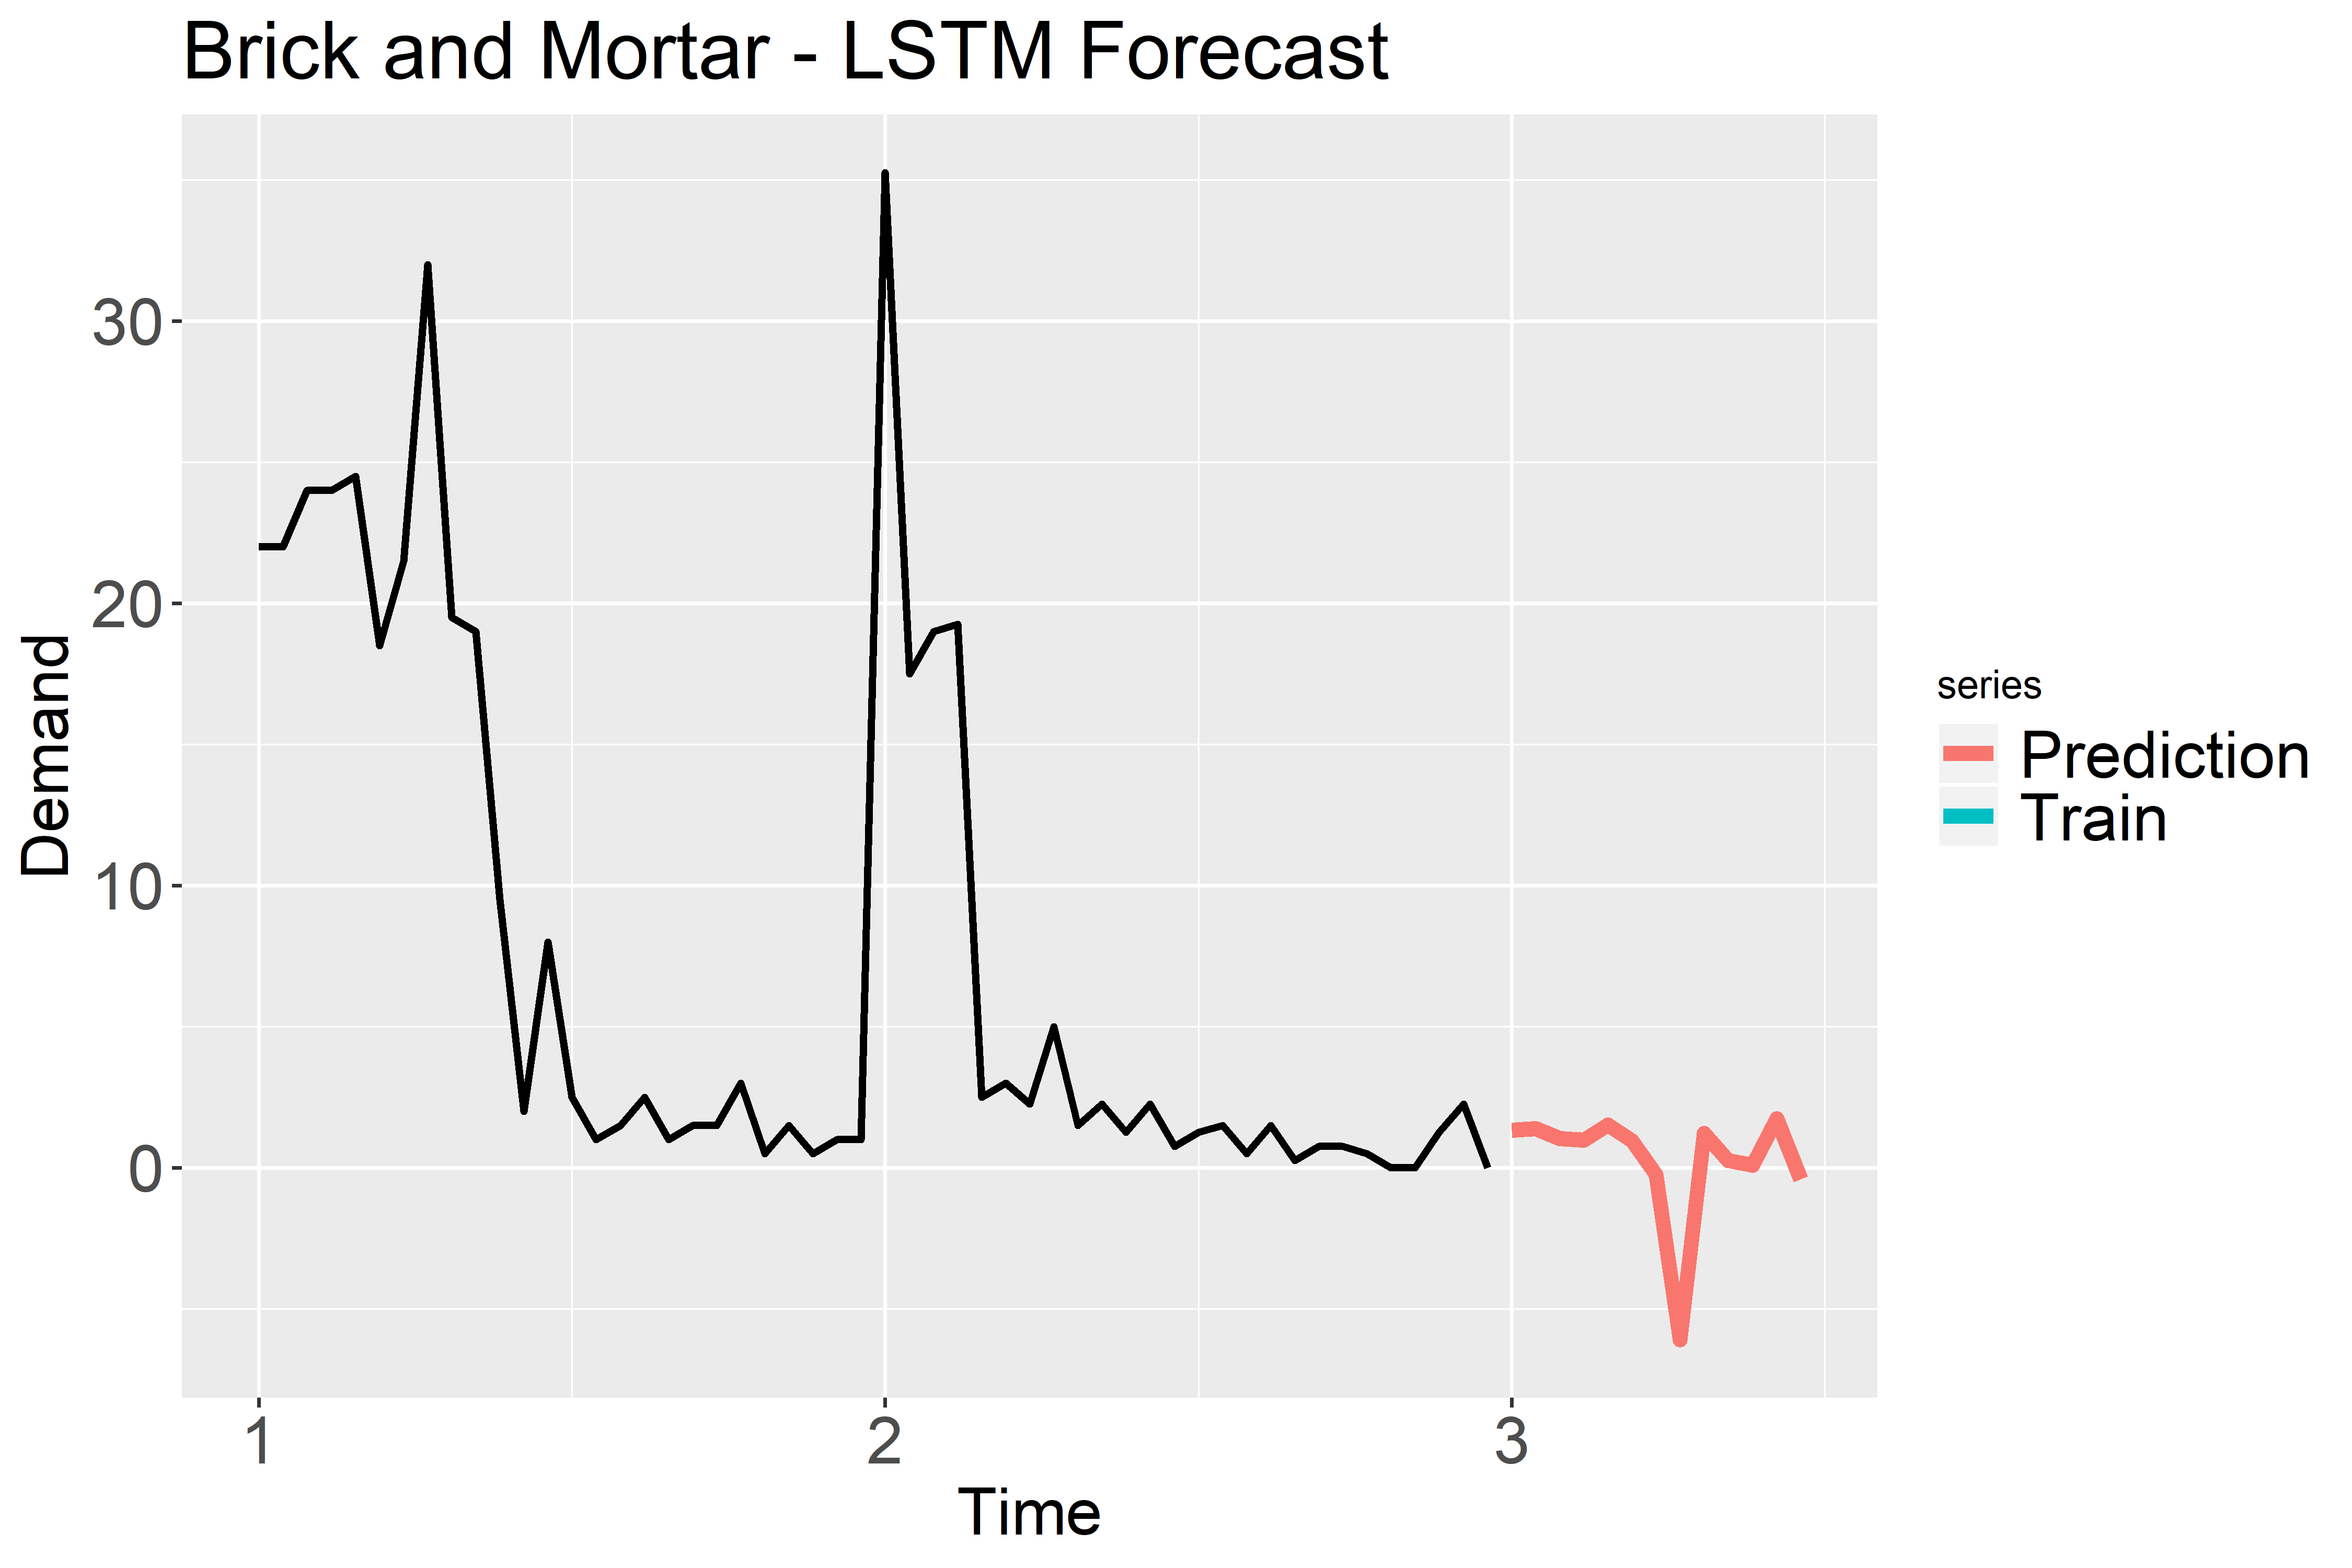 Brick and Mortar - LSTM Forecast
30
20
10
0
Demand
1
2
3
Time
series
Prediction
Train